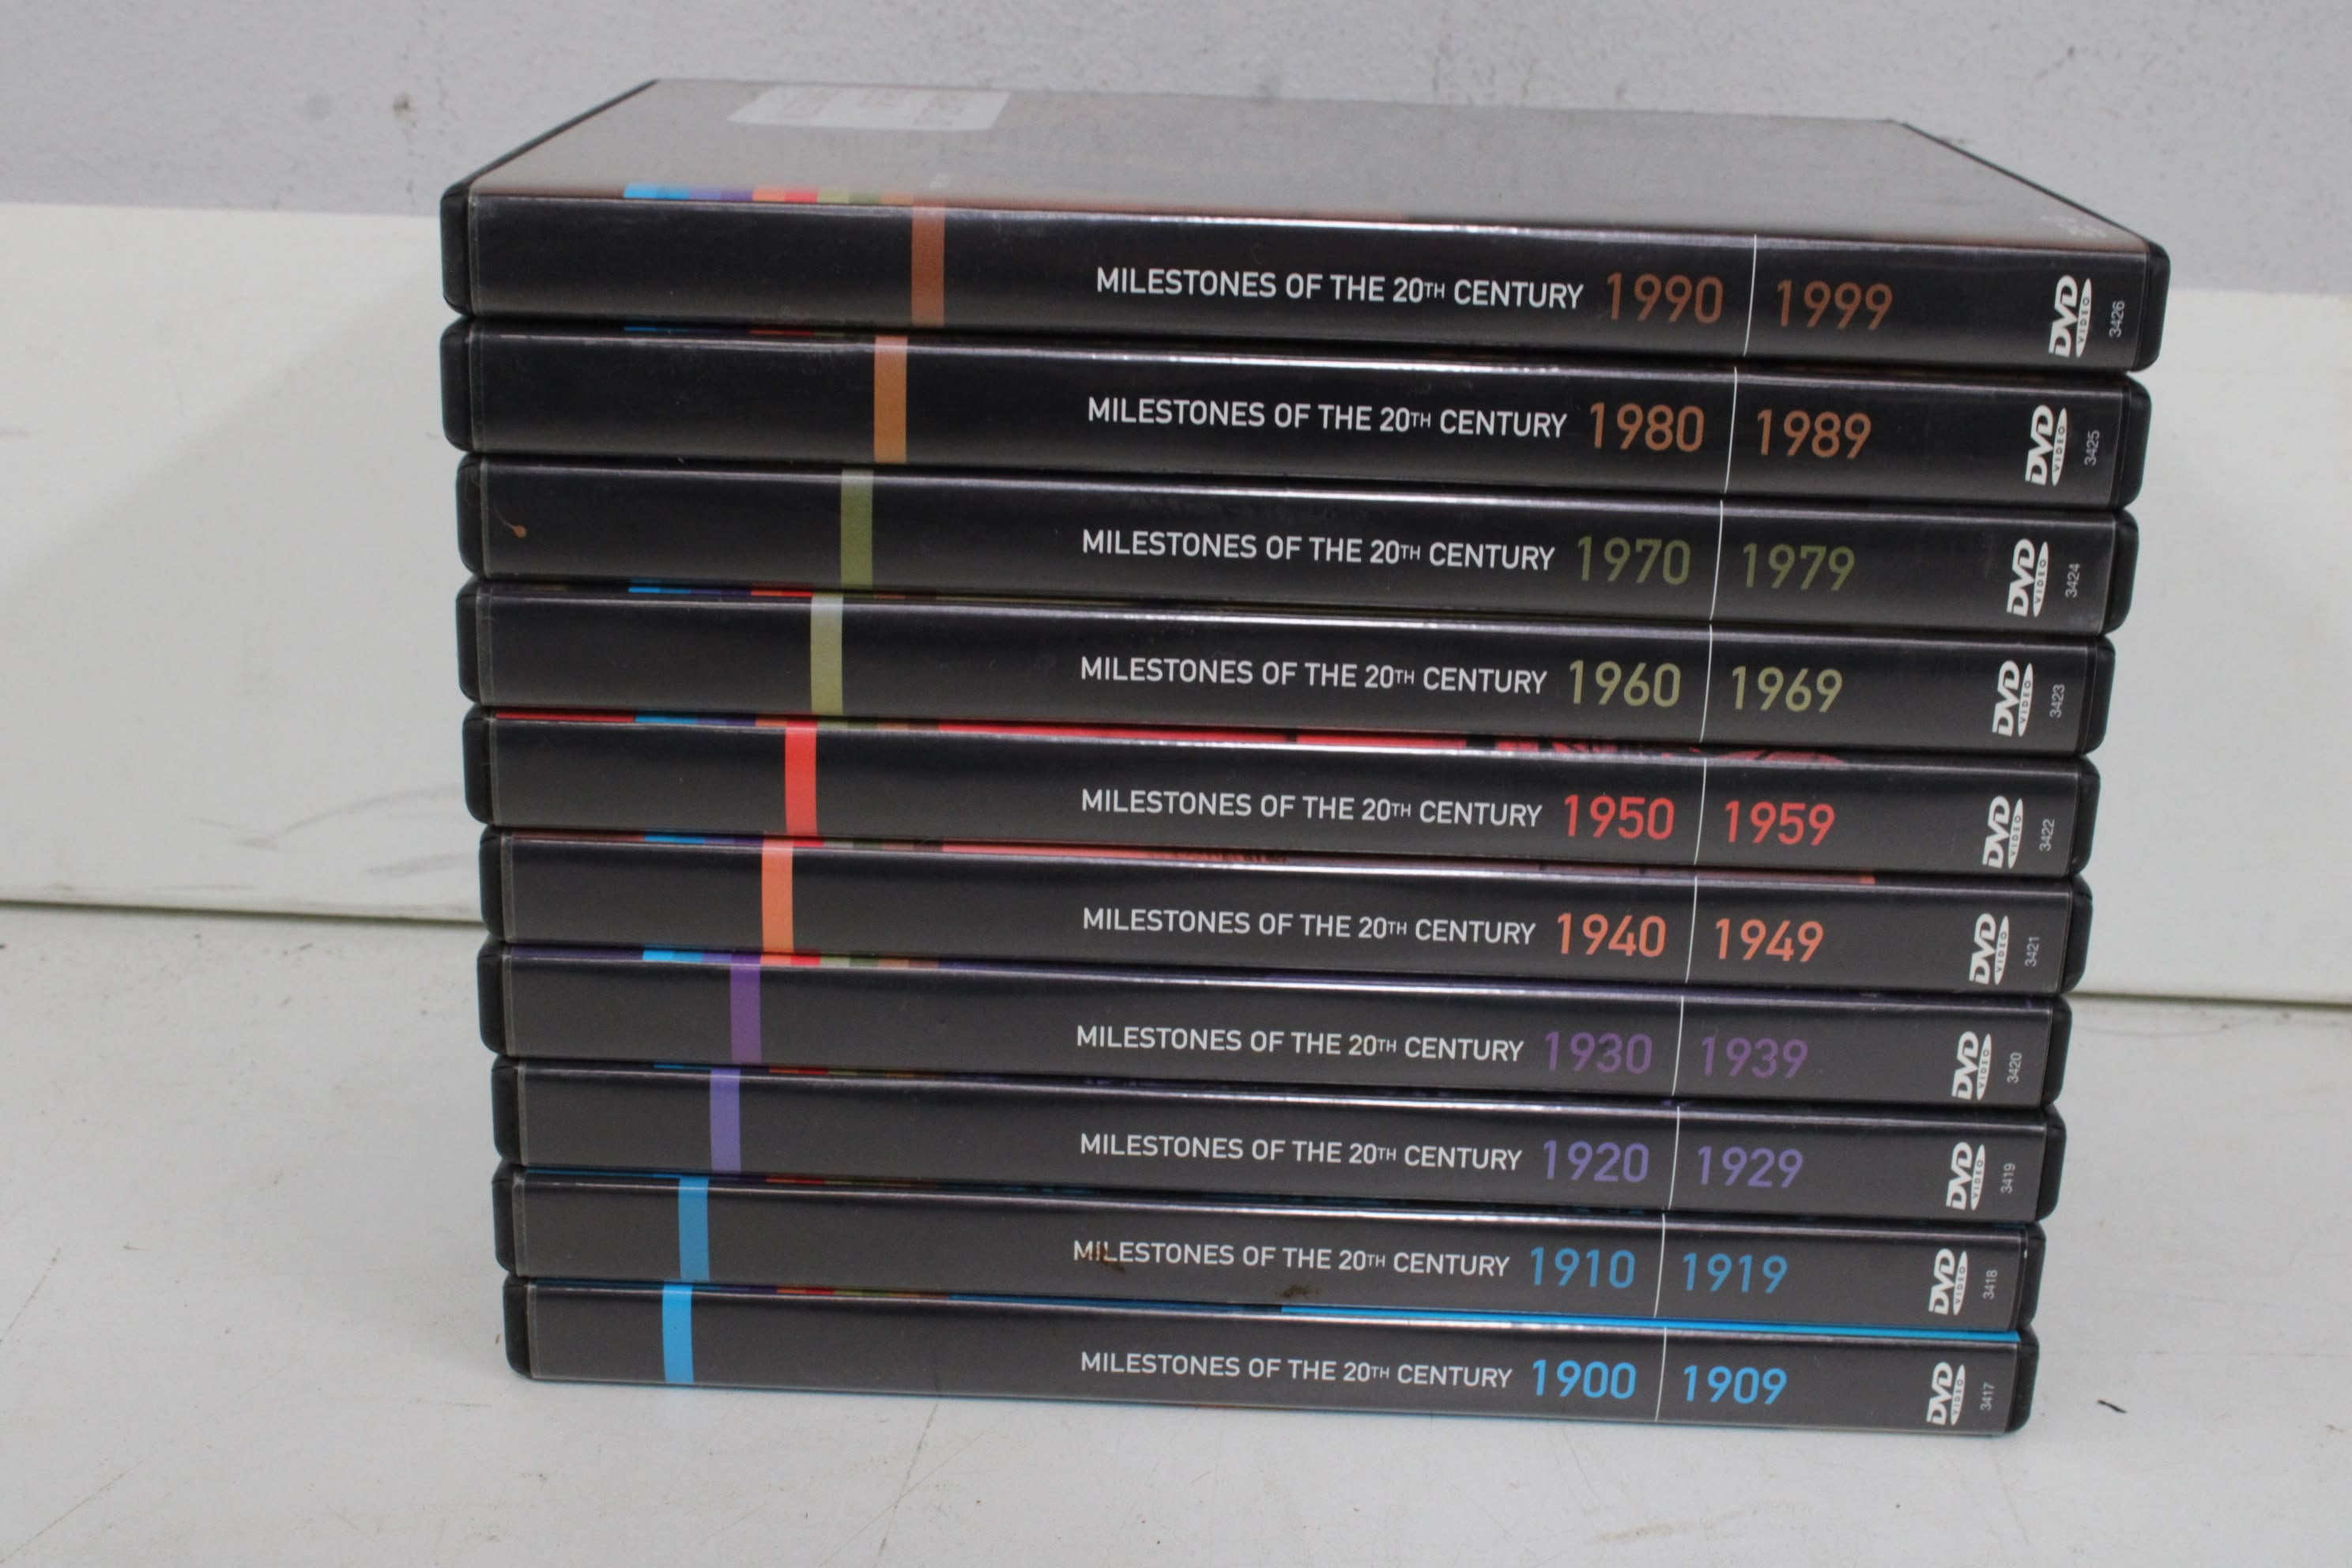 MILESTONES OF THE 20TH CENTURY 1990 1999 DVD VIDEO 3426
MILESTONES OF THE 20TH CENTURY 1980 1989 DVD VIDEO 3425
MILESTONES OF THE 20TH CENTURY 1970 1979 DVD VIDEO 3424
MILESTONES OF THE 20TH CENTURY 1960 1969 DVD VIDEO 3423
MILESTONES OF THE 20TH CENTURY 1950 1959 DVD VIDEO 3422
MILESTONES OF THE 20TH CENTURY 1940 1949 DVD VIDEO 3421
MILESTONES OF THE 20TH CENTURY 1930 1939 DVD VIDEO 3420
MILESTONES OF THE 20TH CENTURY 1920 1929 DVD VIDEO 3419
MILESTONES OF THE 20TH CENTURY 1910 1919 DVD VIDEO 3418
MILESTONES OF THE 20TH CENTURY 1900 1909 DVD VIDEO 3417